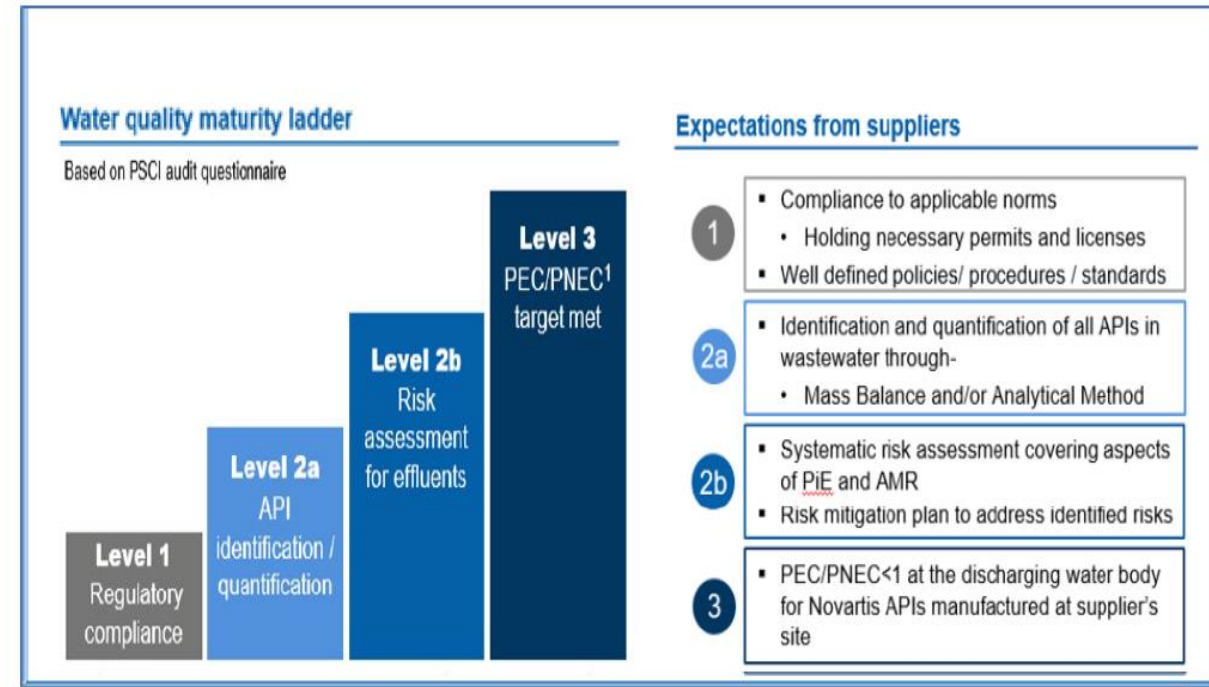 Water quality maturity ladder
Based on PSCI audit questionnaire
Level 1
Regulatory
compliance
Level 2a
API
identification /
quantification
Level 2b
Risk
assessment
for effluents
Level 3
PEC/PNEC1
target met
Expectations from suppliers
1
▪ Compliance to applicable norms
• Holding necessary permits and licenses
▪ Well defined policies/ procedures / standards
2a
▪ Identification and quantification of all APIs in
wastewater through-
• Mass Balance and/or Analytical Method
2b
▪ Systematic risk assessment covering aspects
of PiE and AMR
▪ Risk mitigation plan to address identified risks
3
▪ PEC/PNEC<1 at the discharging water body
for Novartis APIs manufactured at supplier's
site